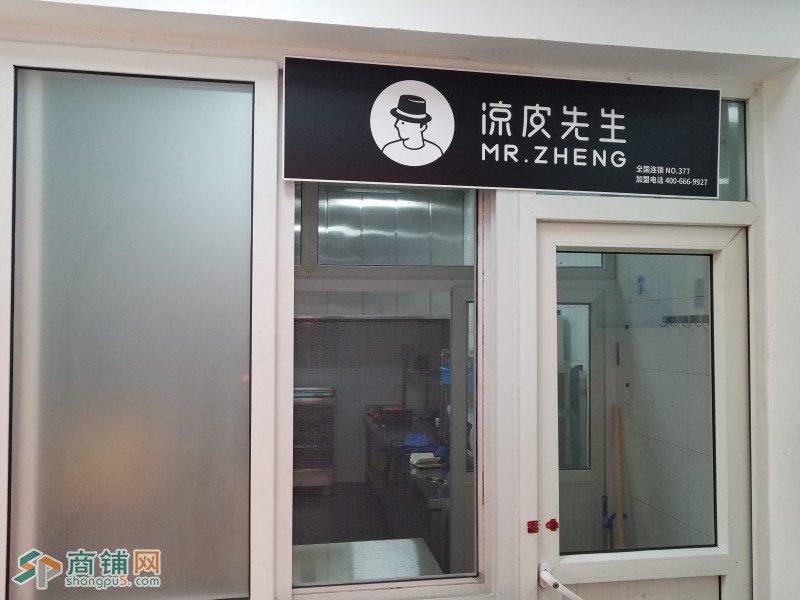 凉皮先生
MR.ZHENG
全国连锁 NO.377
加盟电话 400-666-9927
商铺网
shangpu5.com